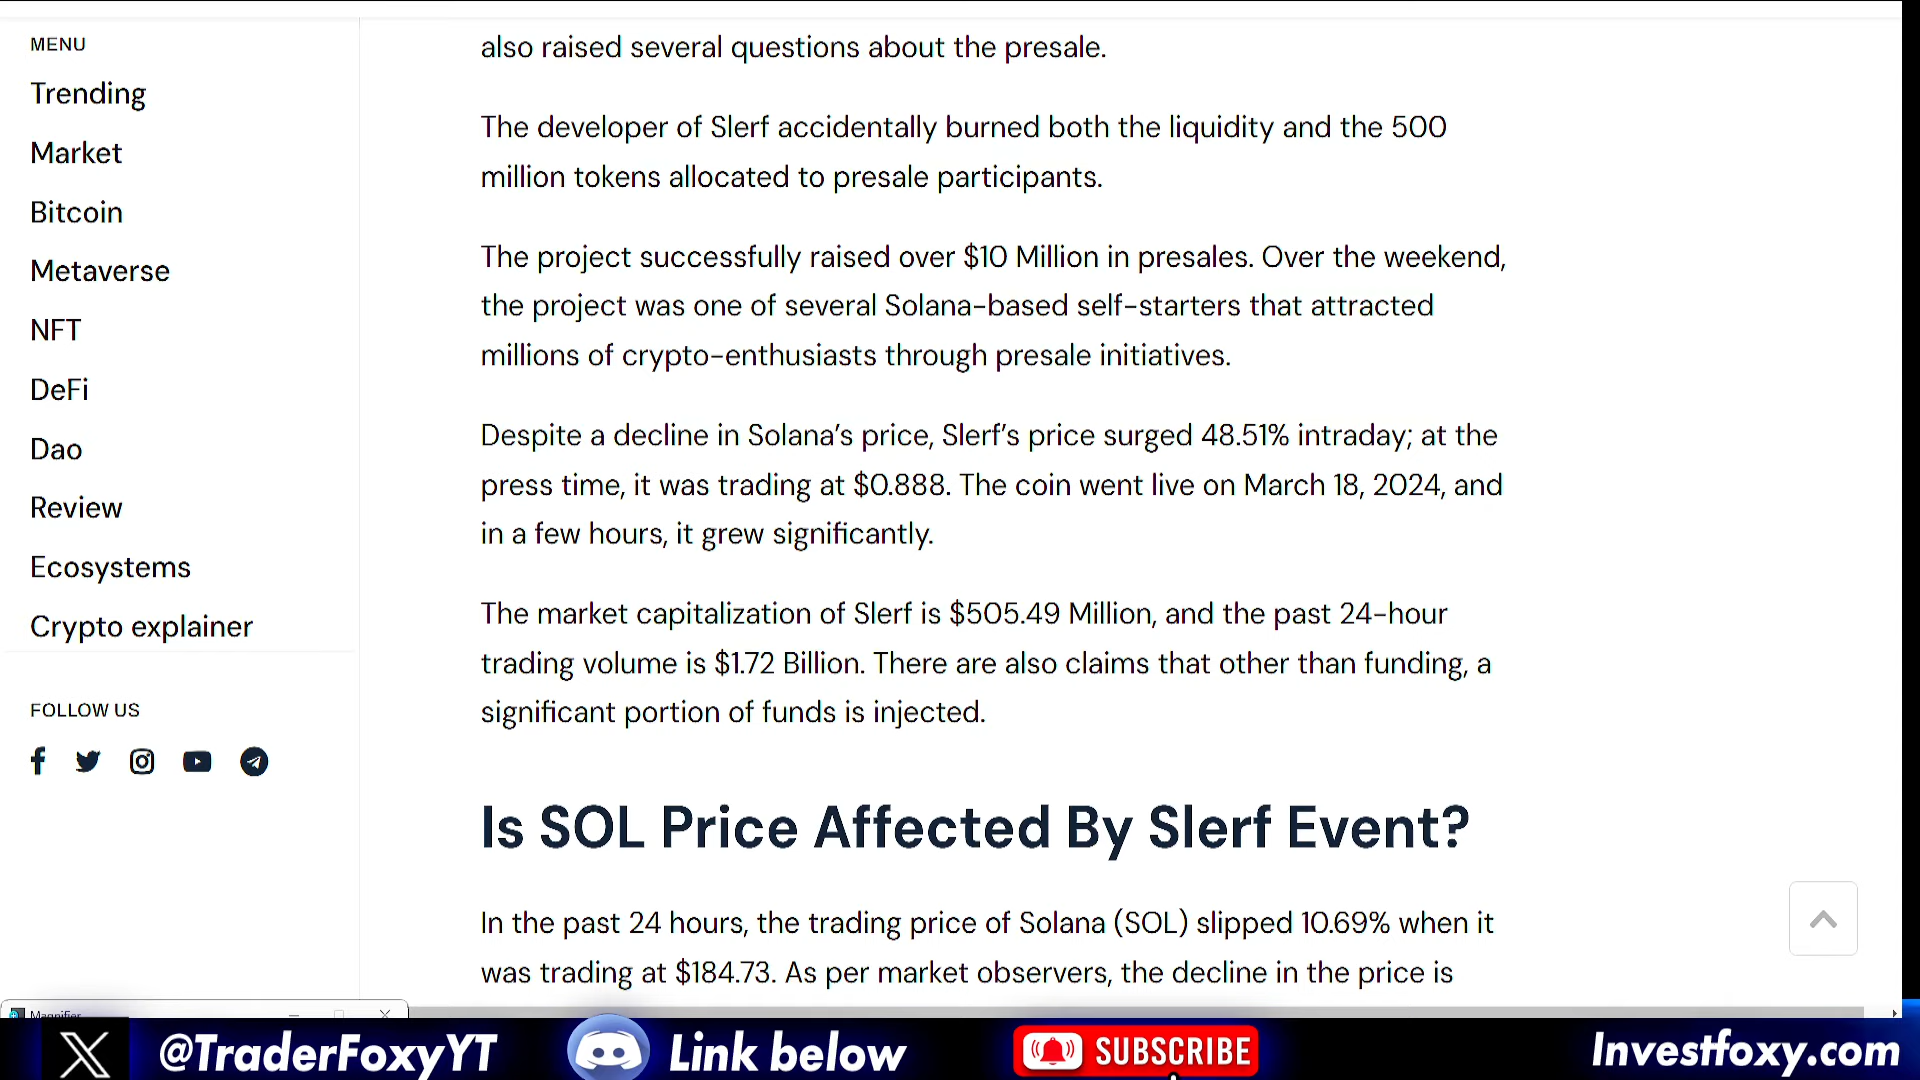 MENU
Trending
Market
Bitcoin
Metaverse
NFT
DeFi
Dao
Review
Ecosystems
Crypto explainer
FOLLOW US
also raised several questions about the presale.
The developer of Slerf accidentally burned both the liquidity and the 500
million tokens allocated to presale participants.
The project successfully raised over $10 Million in presales. Over the weekend,
the project was one of several Solana-based self-starters that attracted
millions of crypto-enthusiasts through presale initiatives.
Despite a decline in Solana’s price, Slerf’s price surged 48.51% intraday; at the
press time, it was trading at $0.888. The coin went live on March 18, 2024, and
in a few hours, it grew significantly.
The market capitalization of Slerf is $505.49 Million, and the past 24-hour
trading volume is $1.72 Billion. There are also claims that other than funding, a
significant portion of funds is injected.
Is SOL Price Affected By Slerf Event?
In the past 24 hours, the trading price of Solana (SOL) slipped 10.69% when it
was trading at $184.73. As per market observers, the decline in the price is
Magnifier
@TraderFoxyYT
Link below
SUBSCRIBE
Investfoxy.com